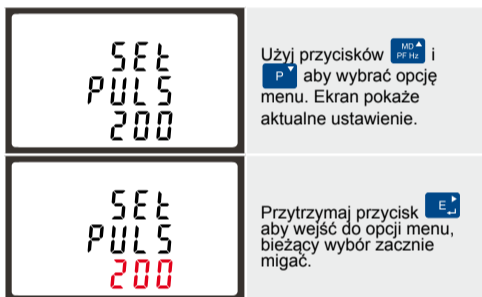 SEt
PULS
200
Użyj przycisków MD PF Hz i
P aby wybrać opcję
menu. Ekran pokaże
aktualne ustawienie.
SEt
PULS
200
Przytrzymaj przycisk E
aby wejść do opcji menu,
bieżący wybór zacznie
migać.